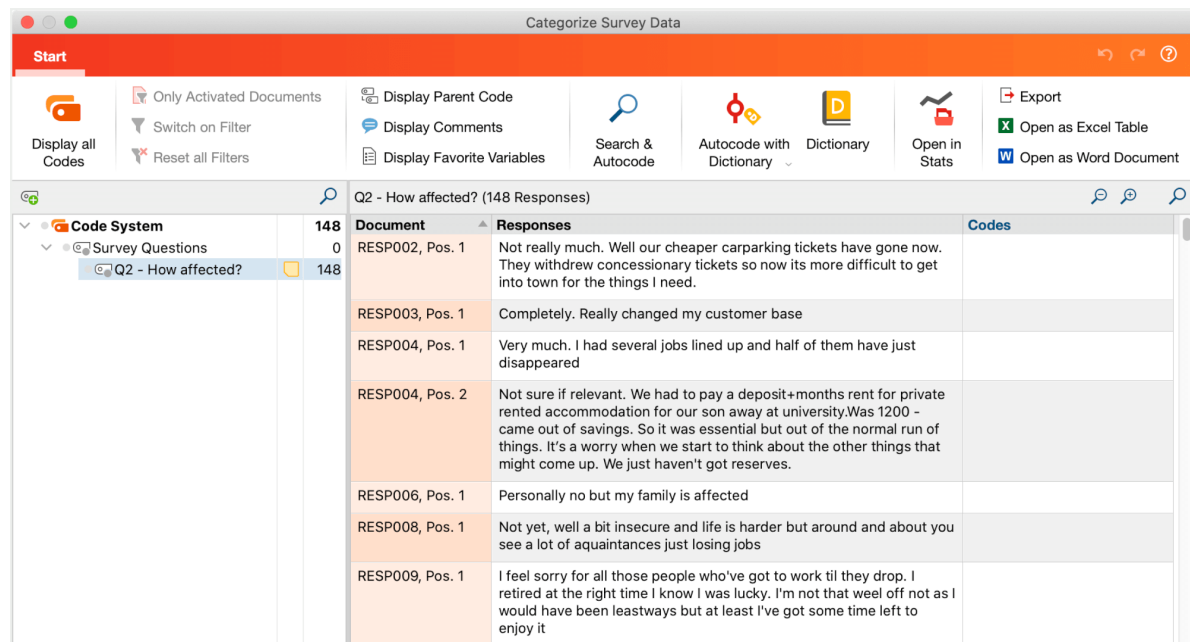 Categorize Survey Data
Start
Display all
Codes
Only Activated Documents
Switch on Filter
Reset all Filters
Display Parent Code
Display Comments
Display Favorite Variables
Search &
Autocode
Autocode with
Dictionary
D
Dictionary
Open in
Stats
Export
X Open as Excel Table
W Open as Word Document
Q2 - How affected? (148 Responses)
Code System 148
Survey Questions 0
Q2 - How affected? 148
Document Responses Codes
RESP002, Pos. 1 Not really much. Well our cheaper carparking tickets have gone now.
They withdrew concessionary tickets so now its more difficult to get
into town for the things I need.
RESP003, Pos. 1 Completely. Really changed my customer base
RESP004, Pos. 1 Very much. I had several jobs lined up and half of them have just
disappeared
RESP004, Pos. 2 Not sure if relevant. We had to pay a deposit+months rent for private
rented accommodation for our son away at university.Was 1200 -
came out of savings. So it was essential but out of the normal run of
things. It’s a worry when we start to think about the other things that
might come up. We just haven't got reserves.
RESP006, Pos. 1 Personally no but my family is affected
RESP008, Pos. 1 Not yet, well a bit insecure and life is harder but around and about you
see a lot of aquaintances just losing jobs
RESP009, Pos. 1 I feel sorry for all those people who've got to work til they drop. I
retired at the right time I know I was lucky. I'm not that weel off not as I
would have been leastways but at least I've got some time left to
enjoy it